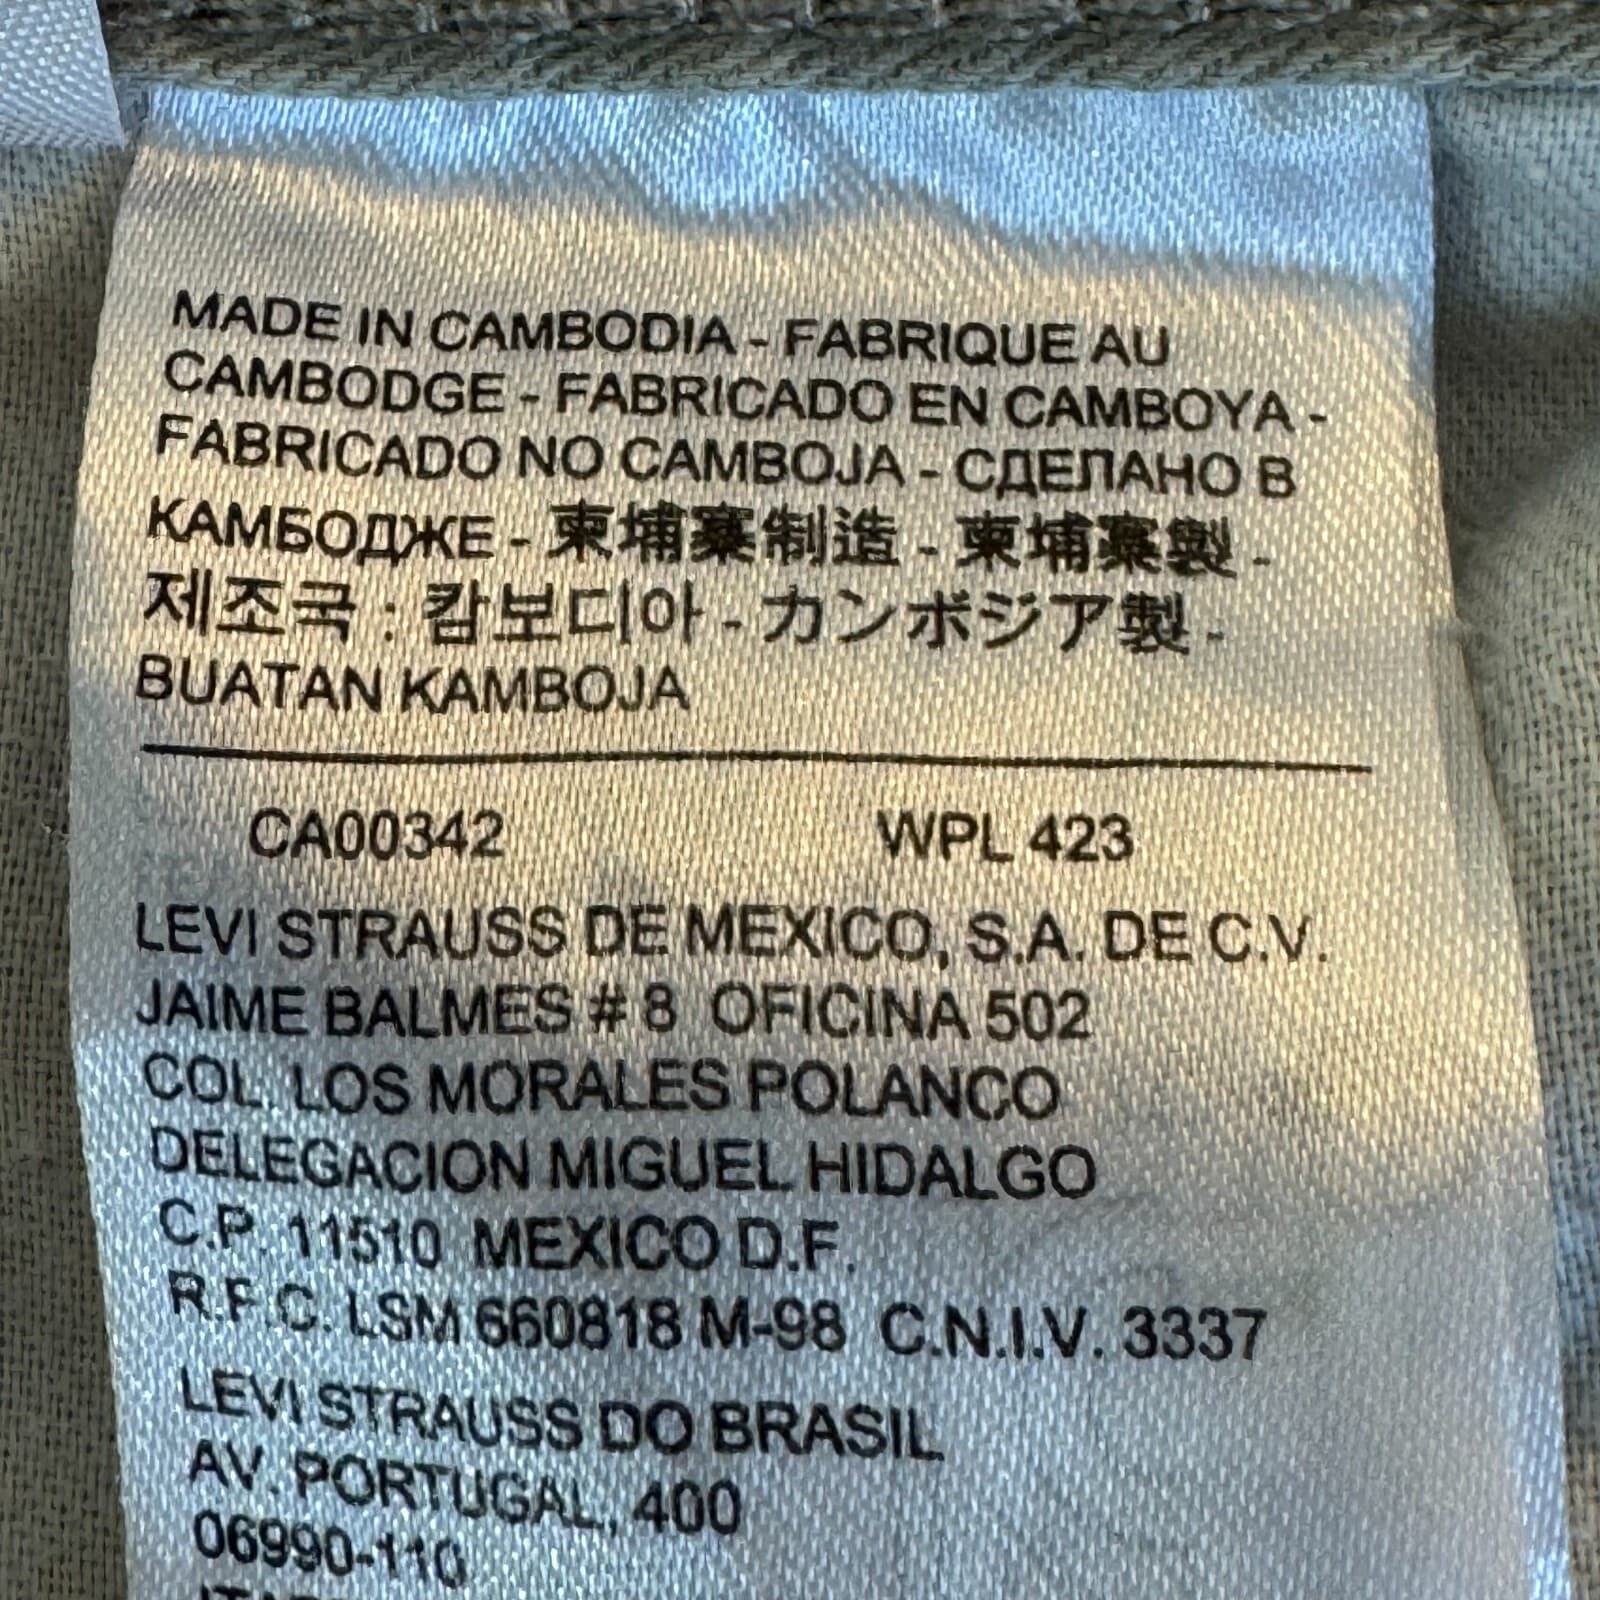 MADE IN CAMBODIA - FABRIQUE AU
CAMBODGE - FABRICADO EN CAMBOYA -
FABRICADO NO CAMBOJA - СДЕЛАНО В
КАМБОДЖЕ - 柬埔寨制造 - 柬埔寨製 -
제조국 : 캄보디아 - カンボジア製 -
BUATAN KAMBOJA
CA00342 WPL 423
LEVI STRAUSS DE MEXICO, S.A. DE C.V.
JAIME BALMES # 8 OFICINA 502
COL. LOS MORALES POLANCO
DELEGACION MIGUEL HIDALGO
C.P. 11510 MEXICO D.F.
R.F.C. LSM 660818 M-98 C.N.I.V. 3337
LEVI STRAUSS DO BRASIL
AV. PORTUGAL, 400
06990-110